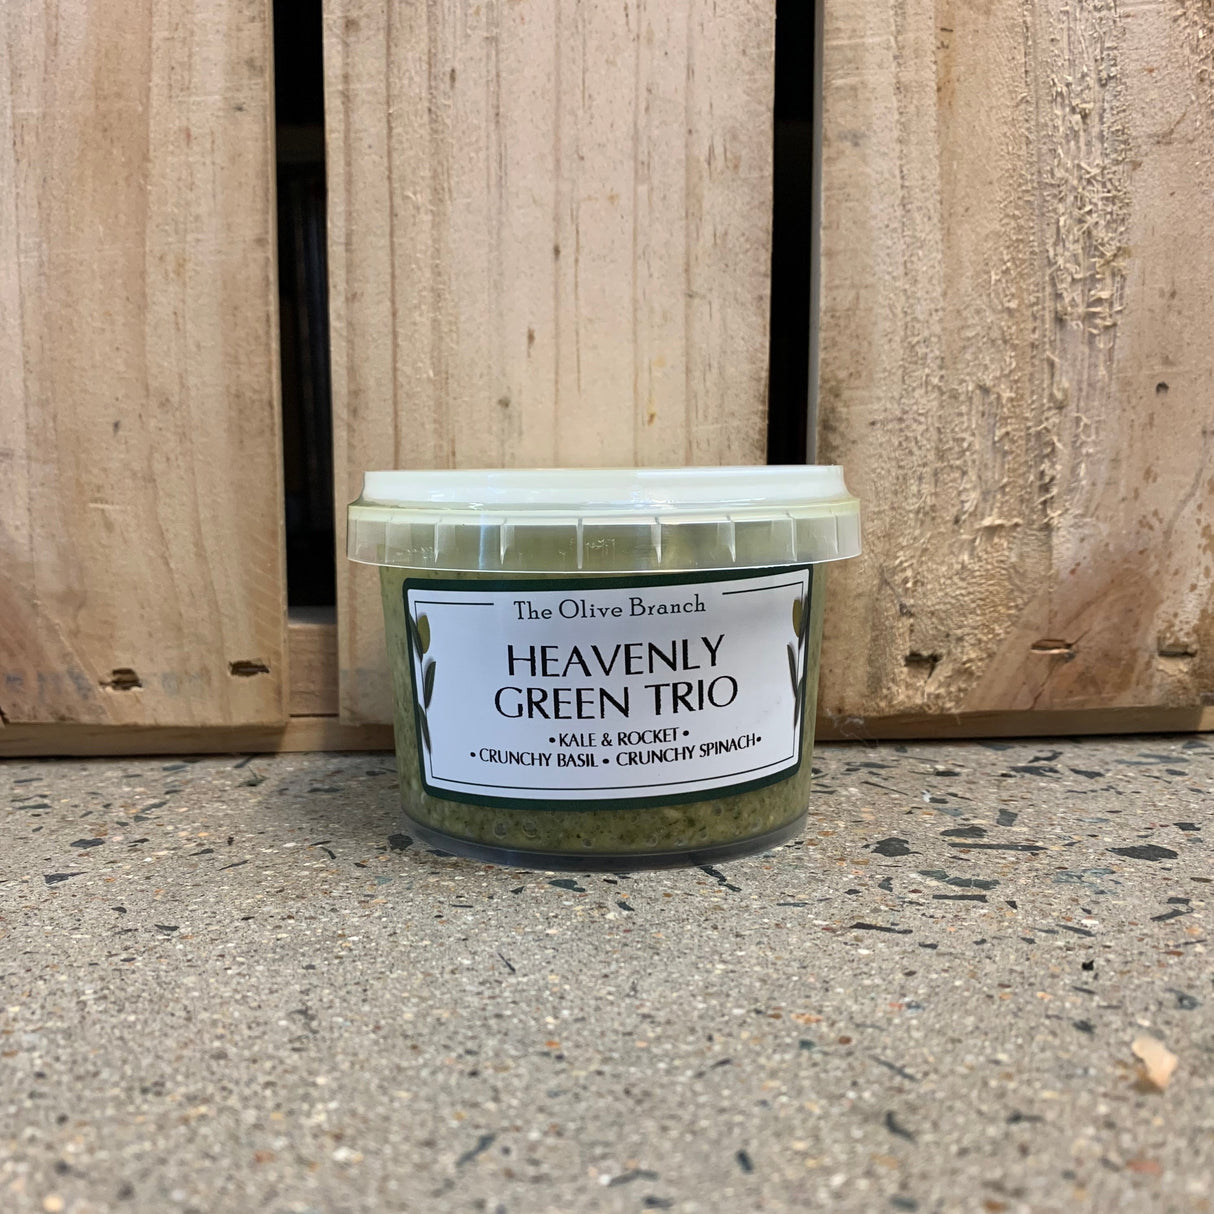 The Olive Branch
HEAVENLY
GREEN TRIO
• KALE & ROCKET •
• CRUNCHY BASIL • CRUNCHY SPINACH •